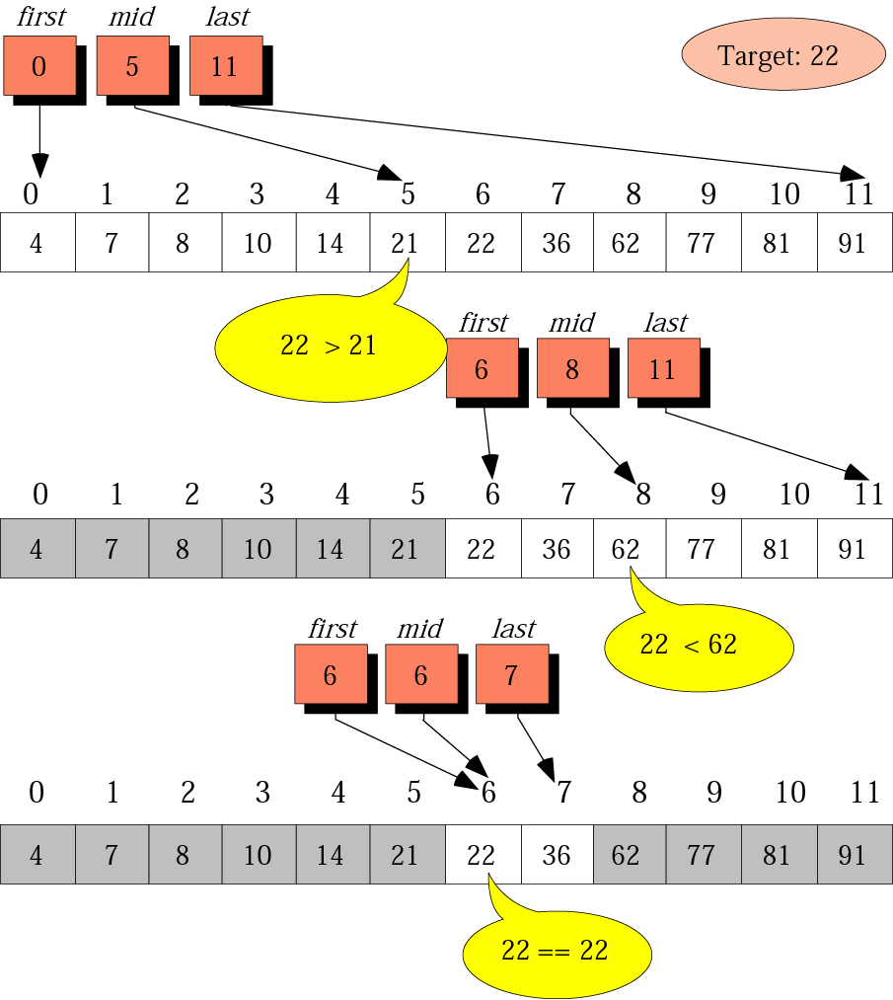 first mid last
0 5 11
Target: 22
0 1 2 3 4 5 6 7 8 9 10 11
4 7 8 10 14 21 22 36 62 77 81 91
22 > 21
first mid last
6 8 11
0 1 2 3 4 5 6 7 8 9 10 11
4 7 8 10 14 21 22 36 62 77 81 91
22 < 62
first mid last
6 6 7
0 1 2 3 4 5 6 7 8 9 10 11
4 7 8 10 14 21 22 36 62 77 81 91
22 == 22